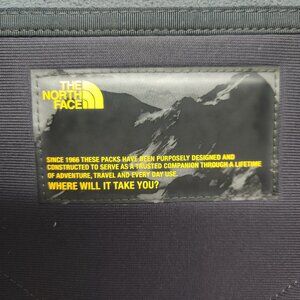 THE
NORTH
FACE
SINCE 1966 THESE PACKS HAVE BEEN PURPOSELY DESIGNED AND
CONSTRUCTED TO SERVE AS A TRUSTED COMPANION THROUGH A LIFETIME
OF ADVENTURE, TRAVEL AND EVERY DAY USE.
WHERE WILL IT TAKE YOU?